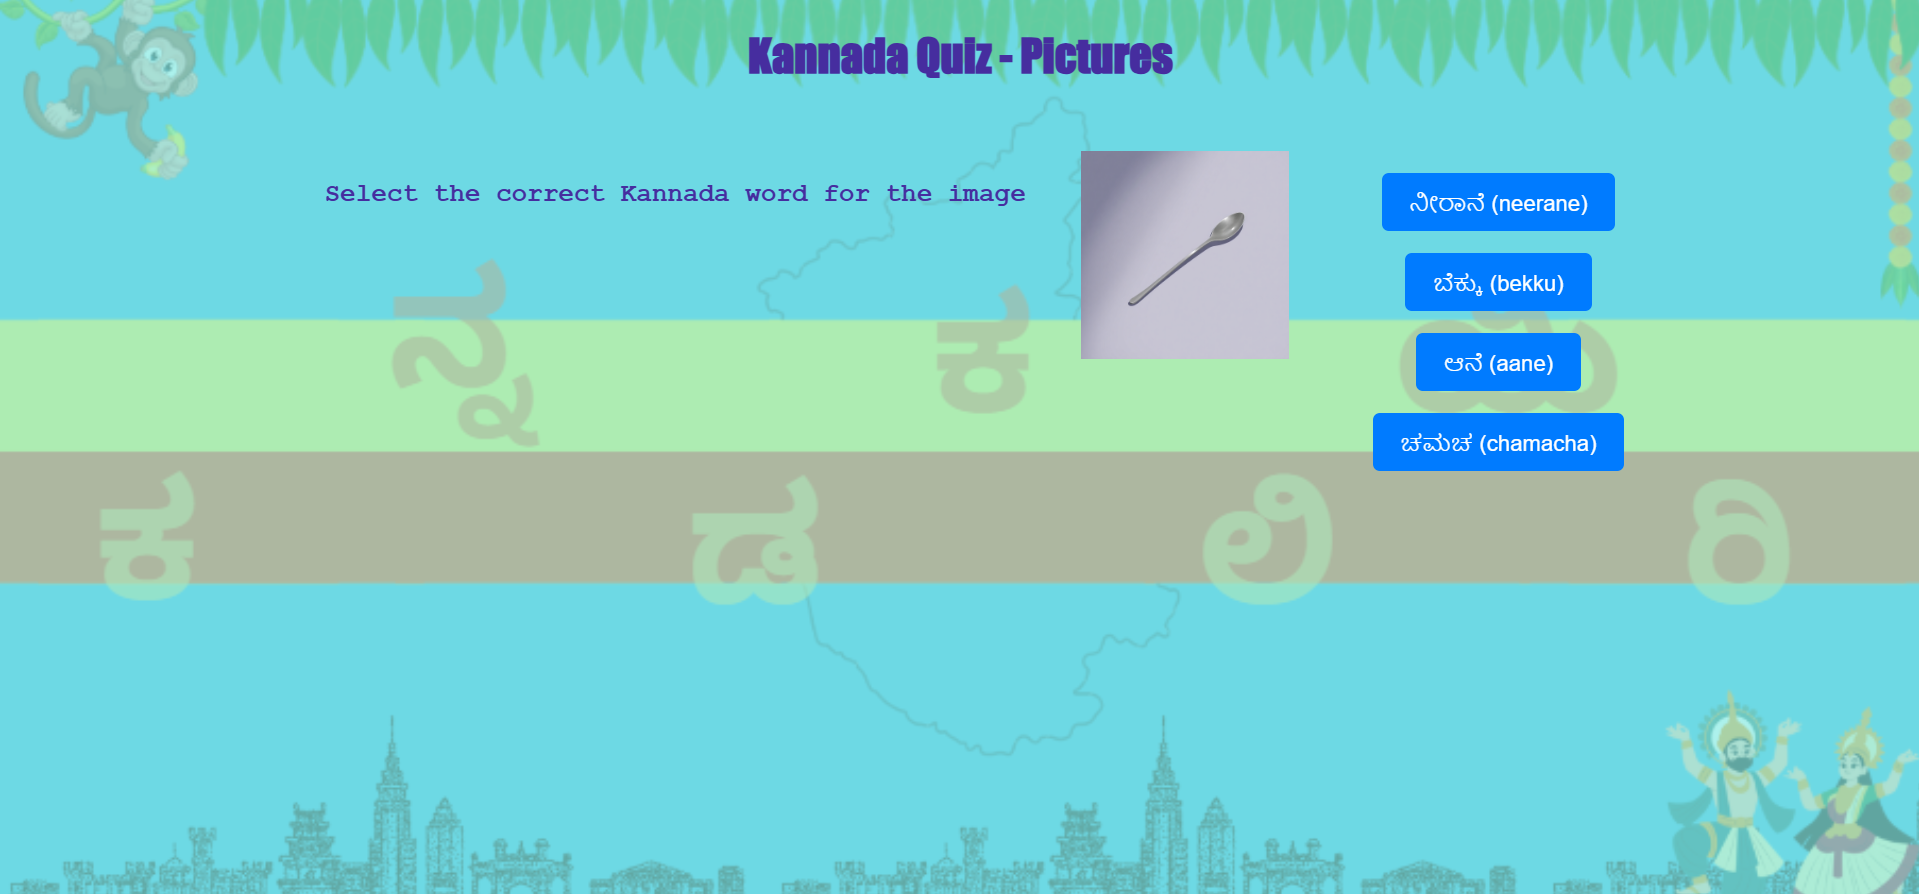 Kannada Quiz - Pictures
Select the correct Kannada word for the image
ನೀರಾನೆ (neerane)
ಬೆಕ್ಕು (bekku)
ಆನೆ (aane)
ಚಮಚ (chamacha)
ಕ
ಡ
ಲಿ
ರಿ